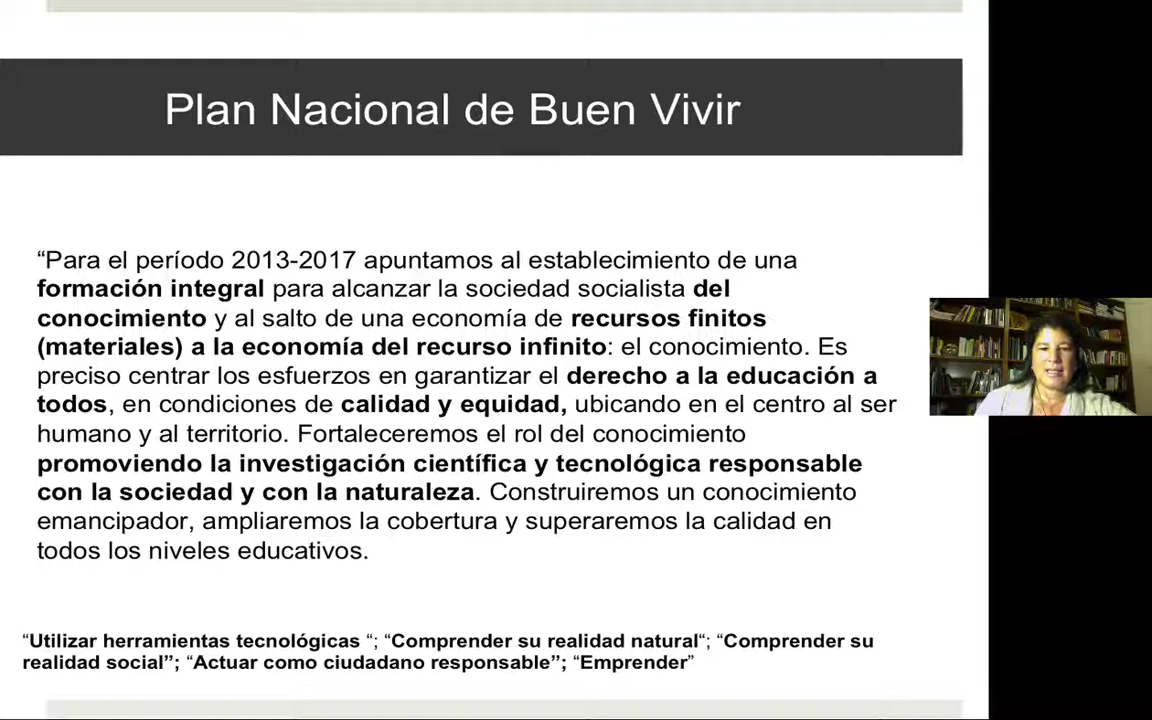 Plan Nacional de Buen Vivir
“Para el período 2013-2017 apuntamos al establecimiento de una
formación integral para alcanzar la sociedad socialista del
conocimiento y al salto de una economía de recursos finitos
(materiales) a la economía del recurso infinito: el conocimiento. Es
preciso centrar los esfuerzos en garantizar el derecho a la educación a
todos, en condiciones de calidad y equidad, ubicando en el centro al ser
humano y al territorio. Fortaleceremos el rol del conocimiento
promoviendo la investigación científica y tecnológica responsable
con la sociedad y con la naturaleza. Construiremos un conocimiento
emancipador, ampliaremos la cobertura y superaremos la calidad en
todos los niveles educativos.
“Utilizar herramientas tecnológicas “; “Comprender su realidad natural“; “Comprender su
realidad social”; “Actuar como ciudadano responsable”; “Emprender”